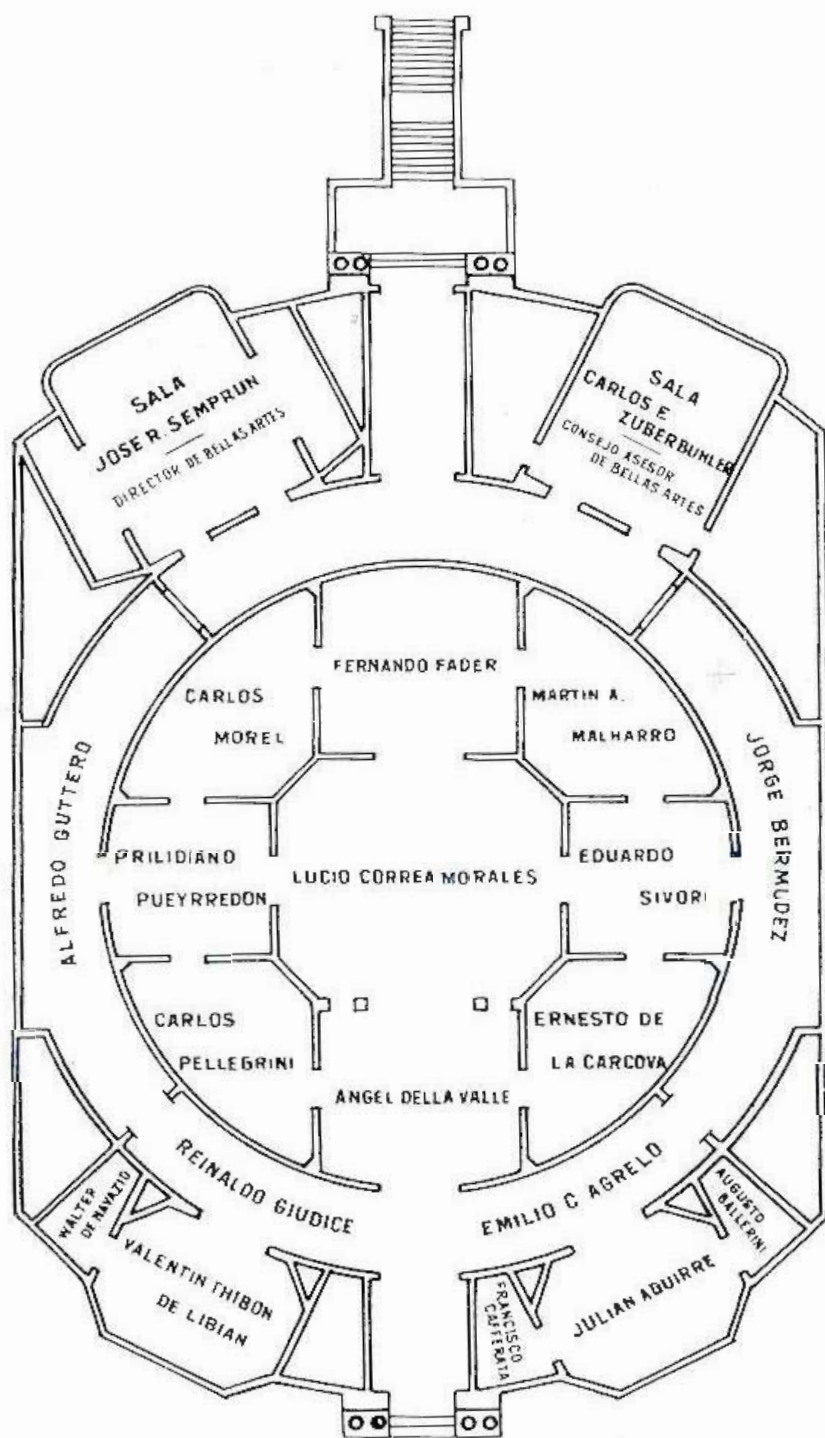 SALA
JOSE R. SEMPRUN
DIRECTOR DE BELLAS ARTES
SALA
CARLOS E
ZUBERBUHLER
CONSEJO ASESOR
DE BELLAS ARTES
FERNANDO FADER
CARLOS
MOREL
MARTIN A.
MALHARRO
ALFREDO GUTTERO
JORGE BERMUDEZ
PRILIDIANO
PUEYRREDON
LUCIO CORREA MORALES
EDUARDO
SIVORI
CARLOS
PELLEGRINI
ERNESTO DE
LA CARCOVA
ANGEL DELLA VALLE
REINALDO GIUDICE
EMILIO C AGRELO
WALTER
DE NAVAZIO
VALENTIN THIBON
DE LIBIAN
FRANCISCO
CAFFERATA
JULIAN AGUIRRE
AUGUSTO
BALLERINI